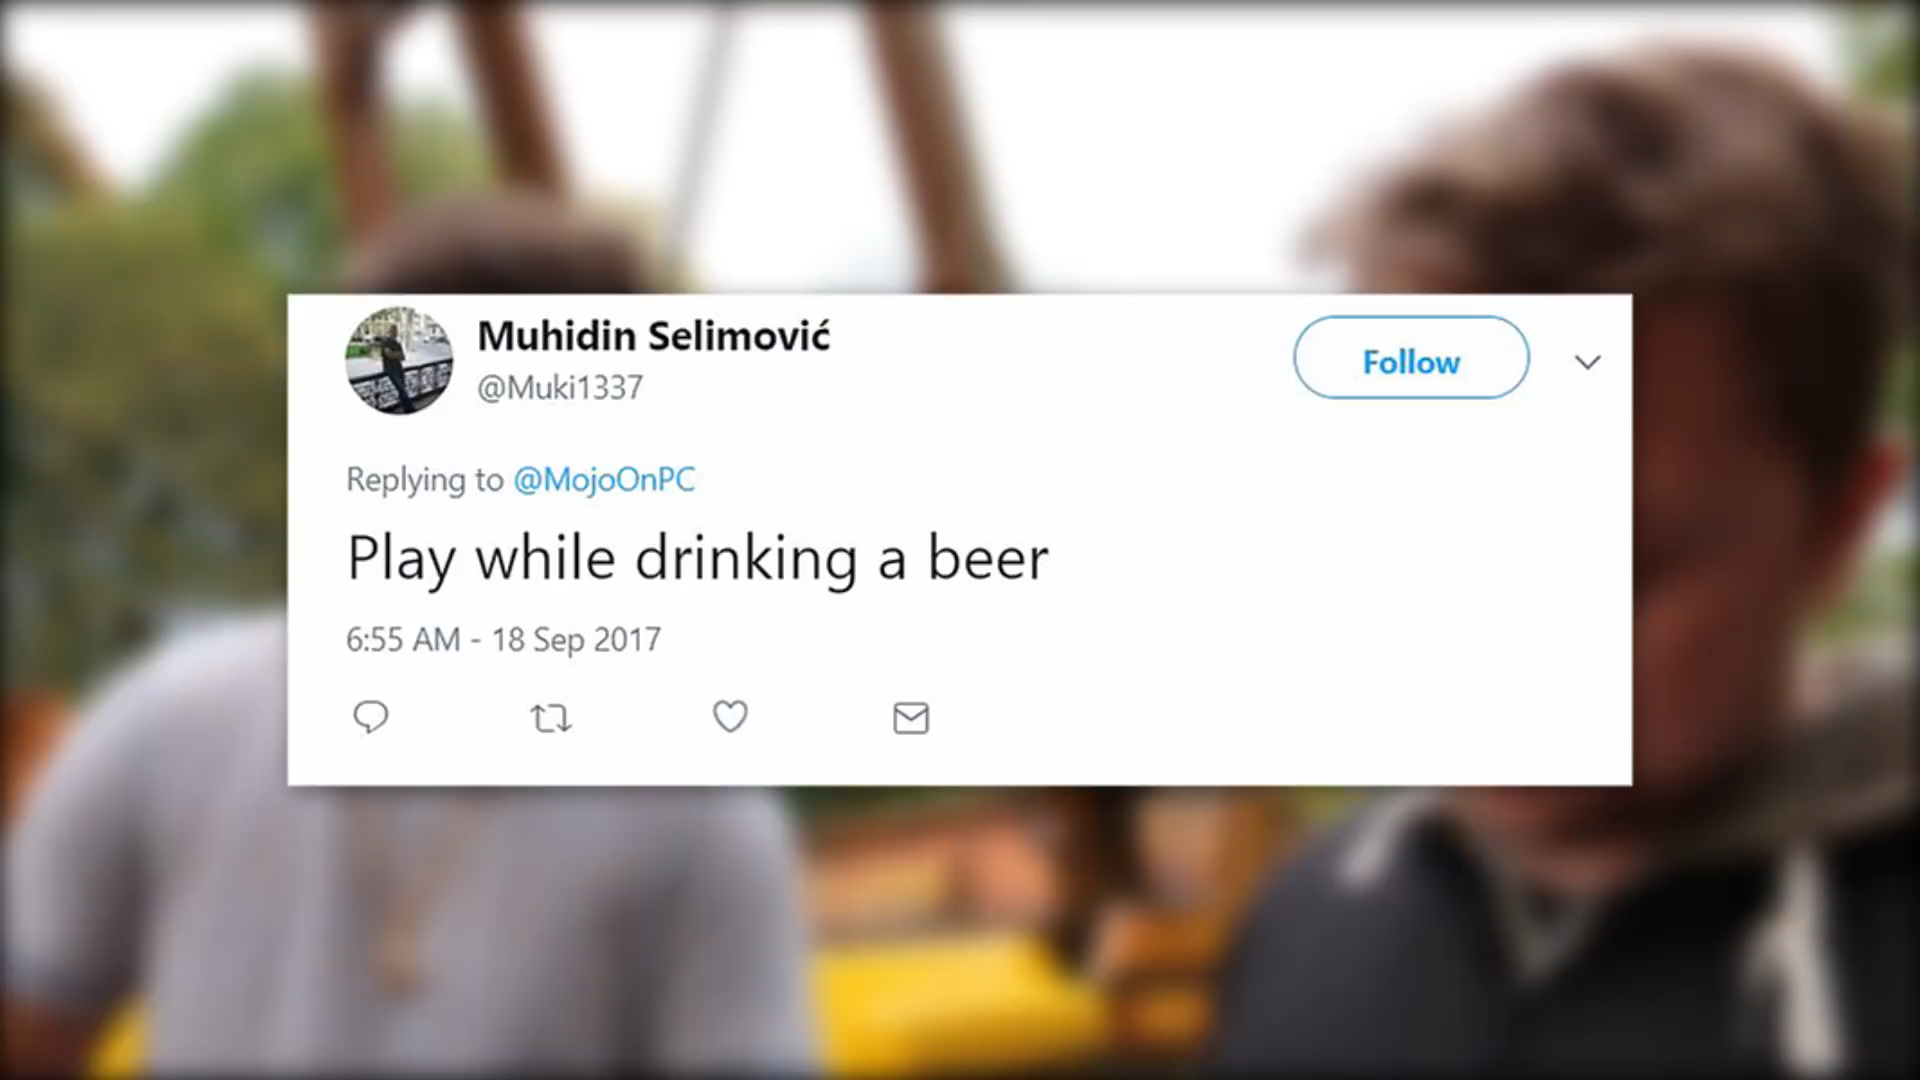 Muhidin Selimović
@Muki1337
Follow
Replying to @MojoOnPC
Play while drinking a beer
6:55 AM - 18 Sep 2017